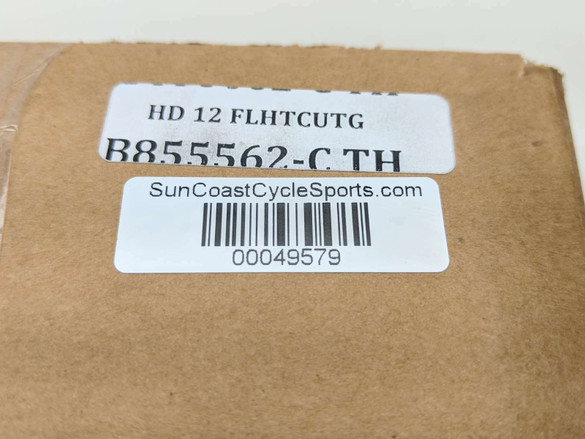 HD 12 FLHTCUTG
B855562-C TH
SunCoastCycleSports.com
00049579